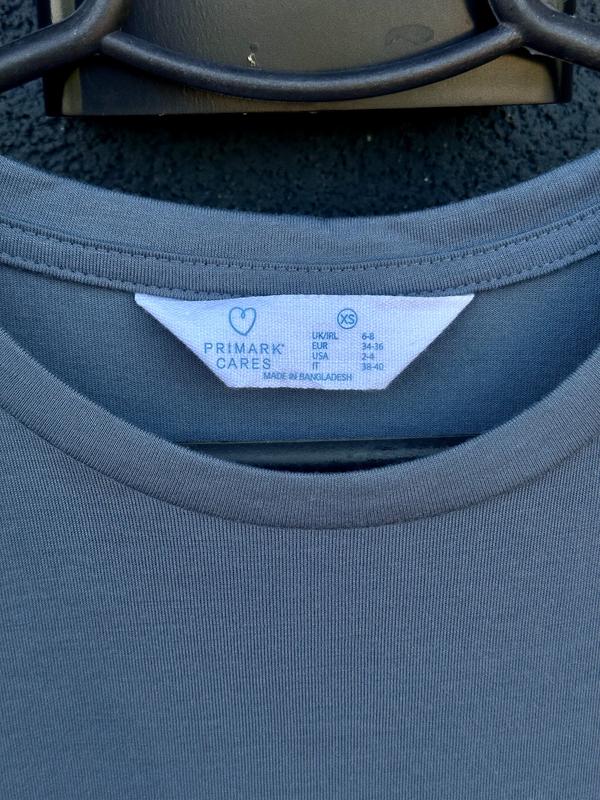 PRIMARK®
CARES
XS
UK/IRL 6-8
EUR 34-36
USA 2-4
IT 38-40
MADE IN BANGLADESH